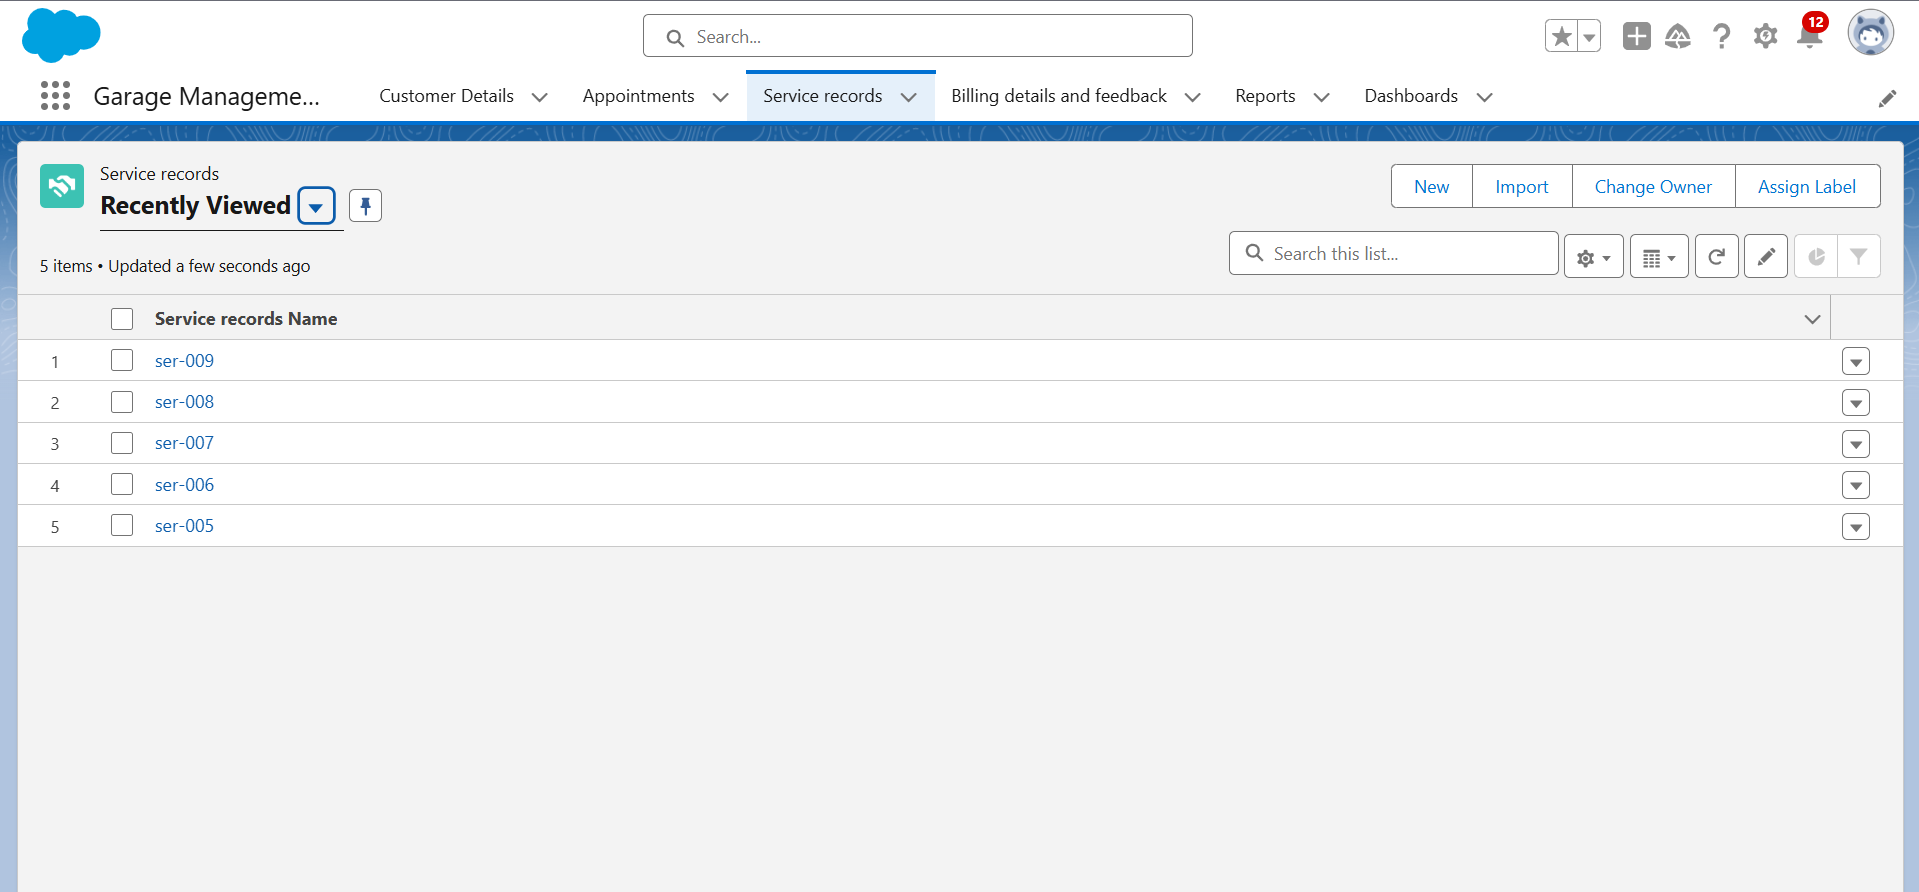 Search...
12
Garage Manageme...
Customer Details
Appointments
Service records
Billing details and feedback
Reports
Dashboards
Service records
Recently Viewed
New
Import
Change Owner
Assign Label
5 items • Updated a few seconds ago
Search this list...
Service records Name
1 ser-009
2 ser-008
3 ser-007
4 ser-006
5 ser-005